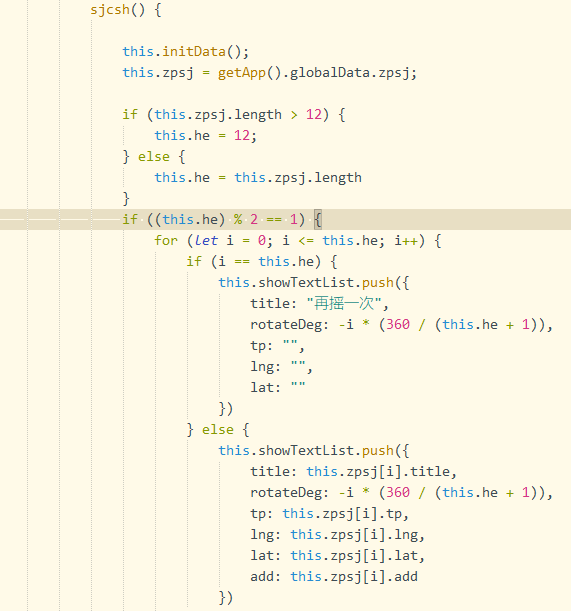 sjcsh() {
this.initData();
this.zpsj = getApp().globalData.zpsj;
if (this.zpsj.length > 12) {
this.he = 12;
} else {
this.he = this.zpsj.length
}
if ((this.he) % 2 == 1) {
for (let i = 0; i <= this.he; i++) {
if (i == this.he) {
this.showTextList.push({
title: "再摇一次",
rotateDeg: -i * (360 / (this.he + 1)),
tp: "",
lng: "",
lat: ""
})
} else {
this.showTextList.push({
title: this.zpsj[i].title,
rotateDeg: -i * (360 / (this.he + 1)),
tp: this.zpsj[i].tp,
lng: this.zpsj[i].lng,
lat: this.zpsj[i].lat,
add: this.zpsj[i].add
})